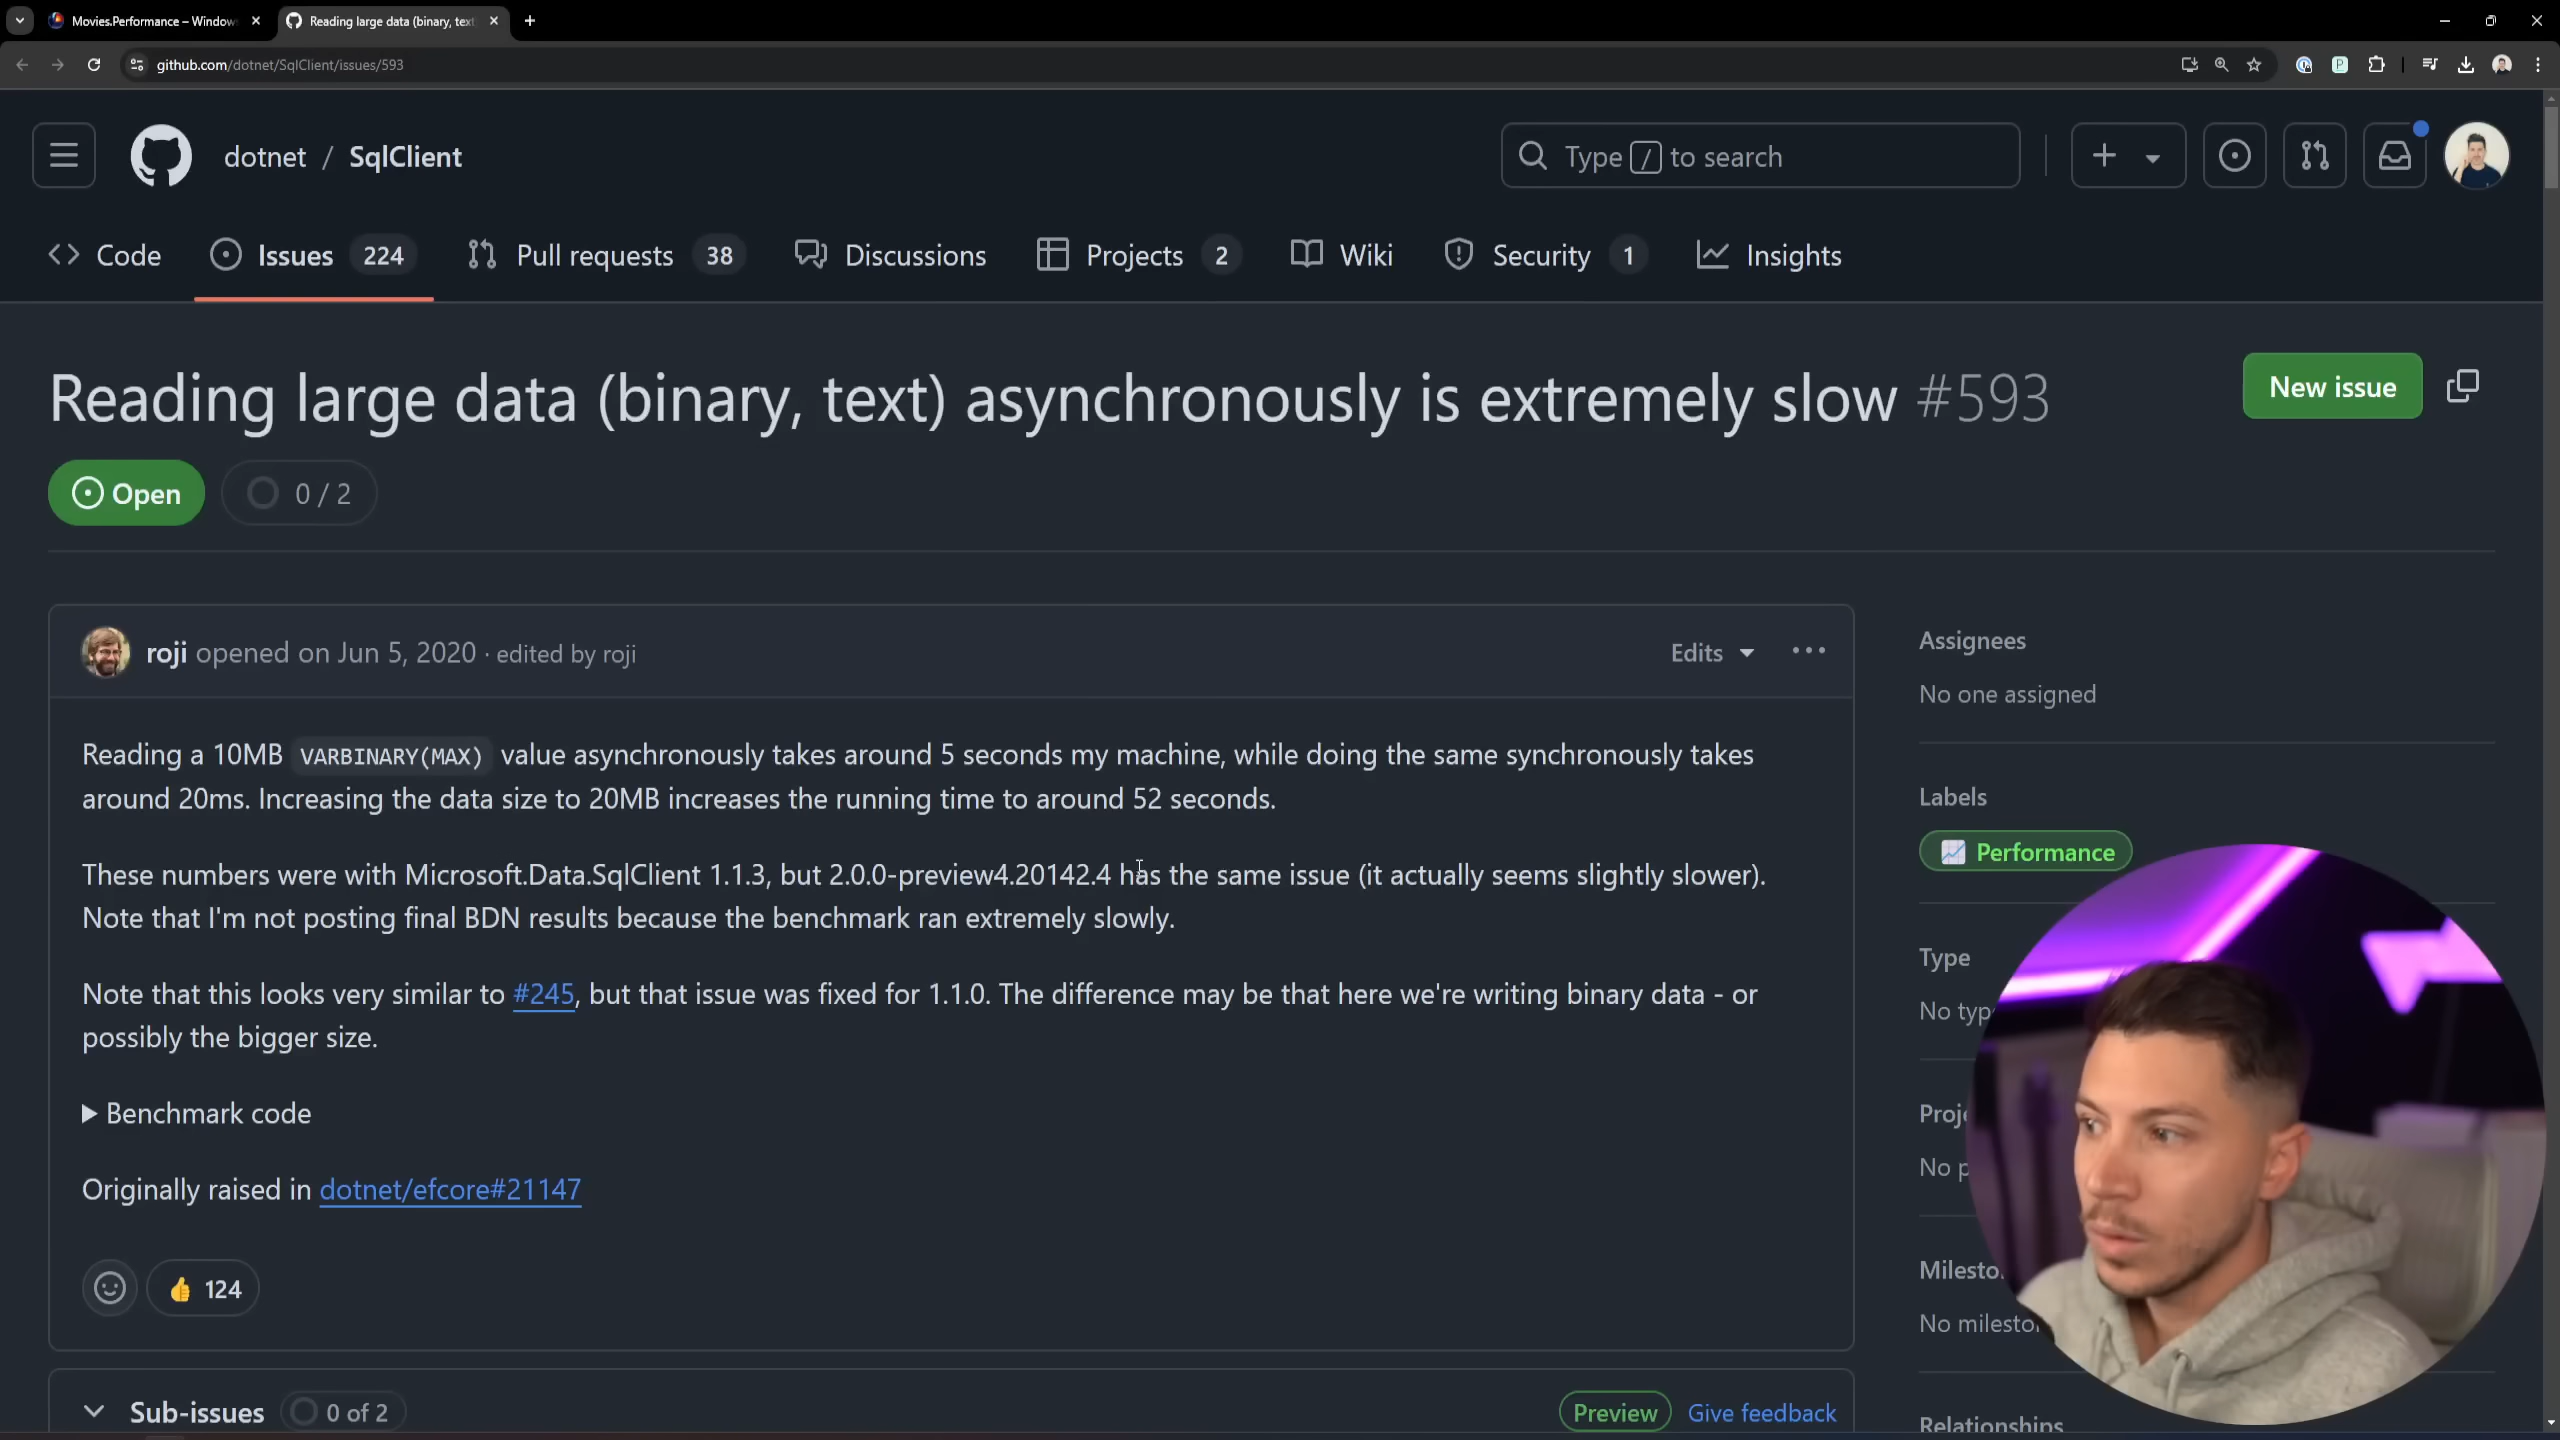 Movies.Performance – Window
Reading large data (binary, text
github.com/dotnet/SqlClient/issues/593
dotnet / SqlClient
Type / to search
Code
Issues 224
Pull requests 38
Discussions
Projects 2
Wiki
Security 1
Insights
Reading large data (binary, text) asynchronously is extremely slow #593
New issue
Open
0 / 2
roji opened on Jun 5, 2020 · edited by roji
Edits
Reading a 10MB VARBINARY(MAX) value asynchronously takes around 5 seconds my machine, while doing the same synchronously takes
around 20ms. Increasing the data size to 20MB increases the running time to around 52 seconds.
These numbers were with Microsoft.Data.SqlClient 1.1.3, but 2.0.0-preview4.20142.4 has the same issue (it actually seems slightly slower).
Note that I'm not posting final BDN results because the benchmark ran extremely slowly.
Note that this looks very similar to #245, but that issue was fixed for 1.1.0. The difference may be that here we're writing binary data - or
possibly the bigger size.
Benchmark code
Originally raised in dotnet/efcore#21147
👍 124
Sub-issues 0 of 2
Preview
Give feedback
Assignees
No one assigned
Labels
Performance
Type
No typ
Proje
No p
Milesto
No milesto
Relationships